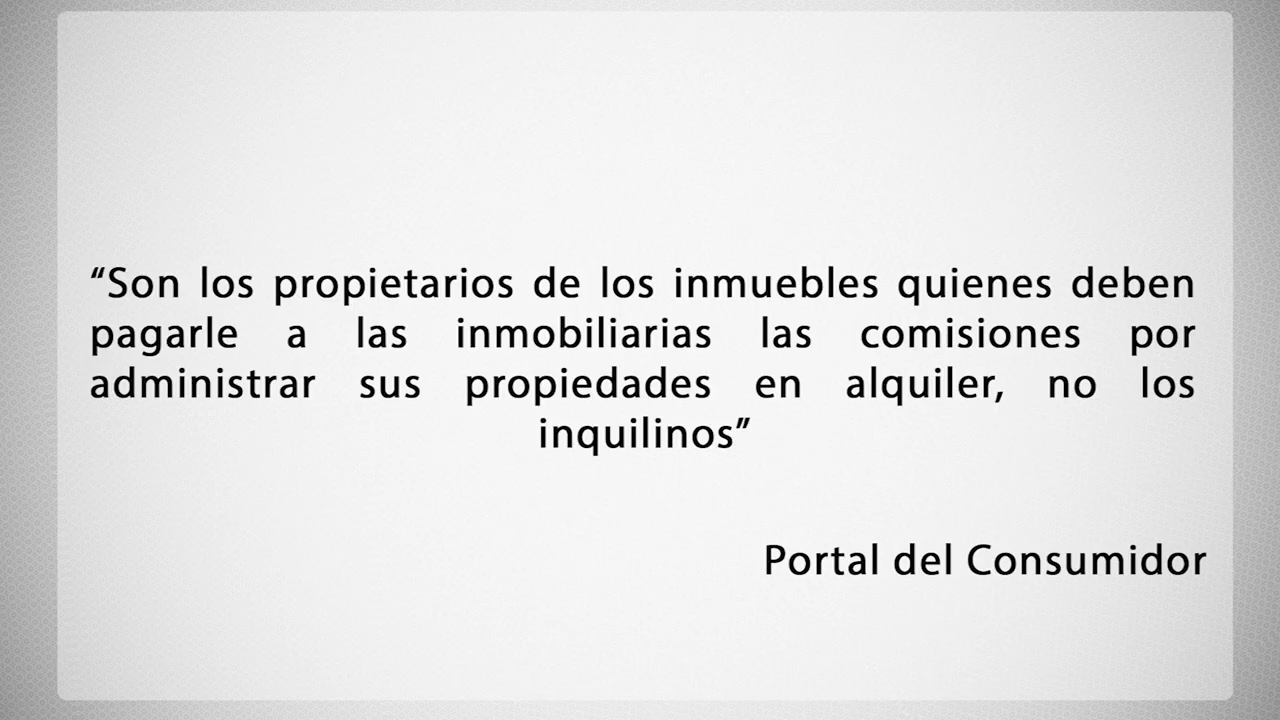 “Son los propietarios de los inmuebles quienes deben
pagarle a las inmobiliarias las comisiones por
administrar sus propiedades en alquiler, no los
inquilinos”
Portal del Consumidor